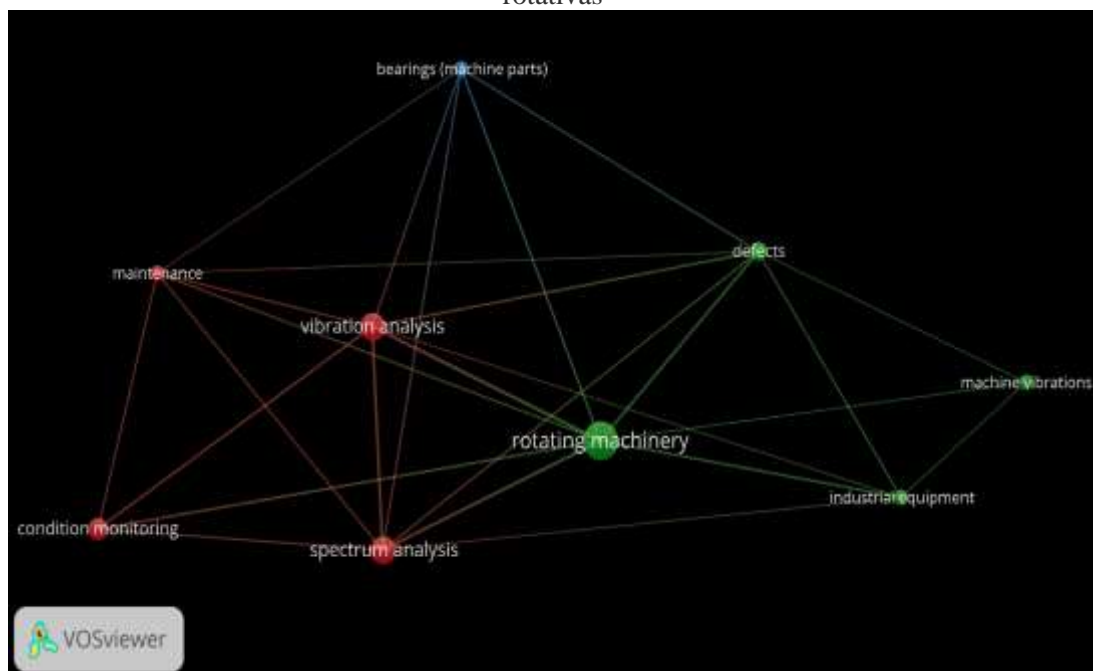 rotativas
bearings (machine parts)
defects
maintenance
vibration analysis
machine vibrations
rotating machinery
industrial equipment
condition monitoring
spectrum analysis
VOSviewer